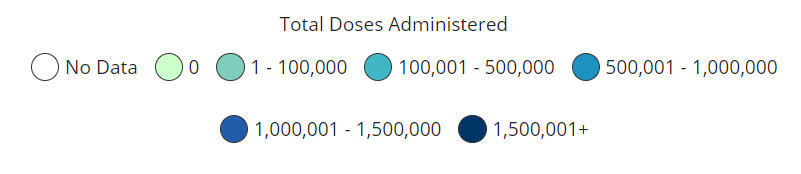 Total Doses Administered
No Data 0 1 - 100,000 100,001 - 500,000 500,001 - 1,000,000
1,000,001 - 1,500,000 1,500,001+